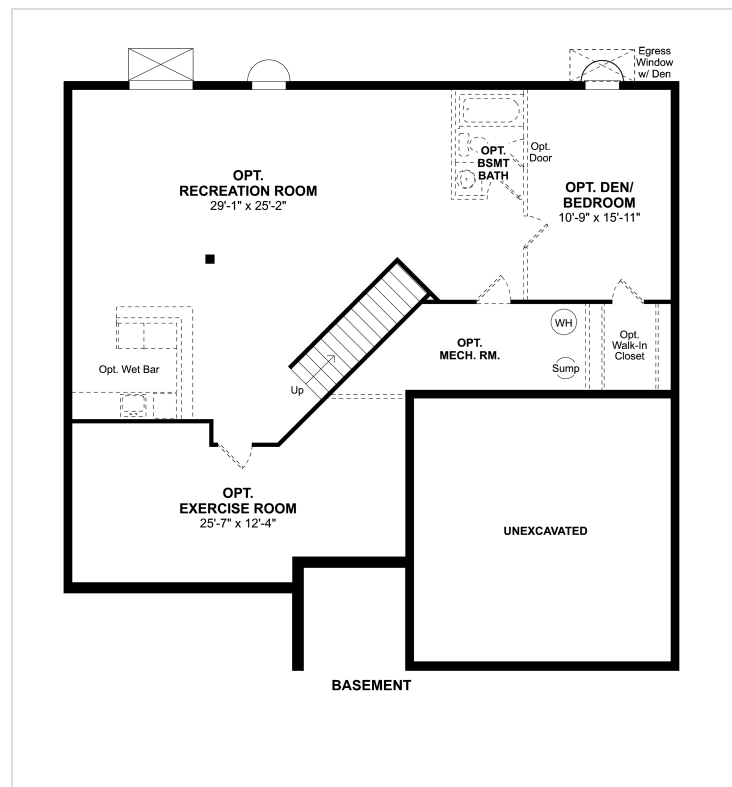 Egress
Window
w/ Den
OPT.
RECREATION ROOM
29'-1" x 25'-2"
OPT.
BSMT
BATH
Opt.
Door
OPT. DEN/
BEDROOM
10'-9" x 15'-11"
WH
OPT.
MECH. RM.
Opt.
Walk-In
Closet
Sump
Opt. Wet Bar
Up
OPT.
EXERCISE ROOM
25'-7" x 12'-4"
UNEXCAVATED
BASEMENT